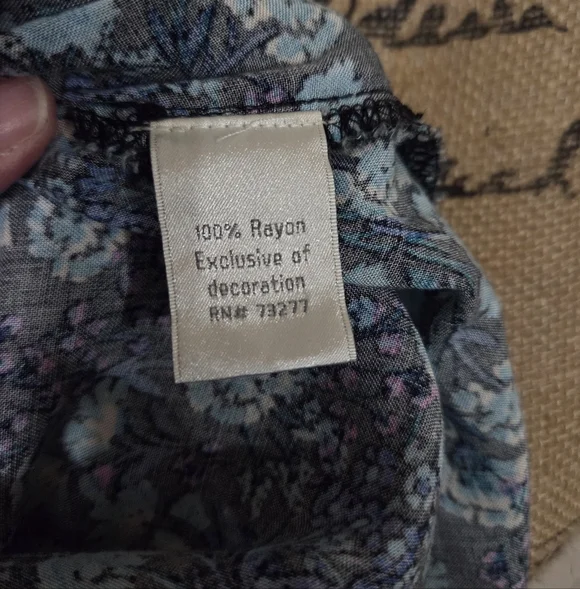 100% Rayon
Exclusive of
decoration
RN# 73277